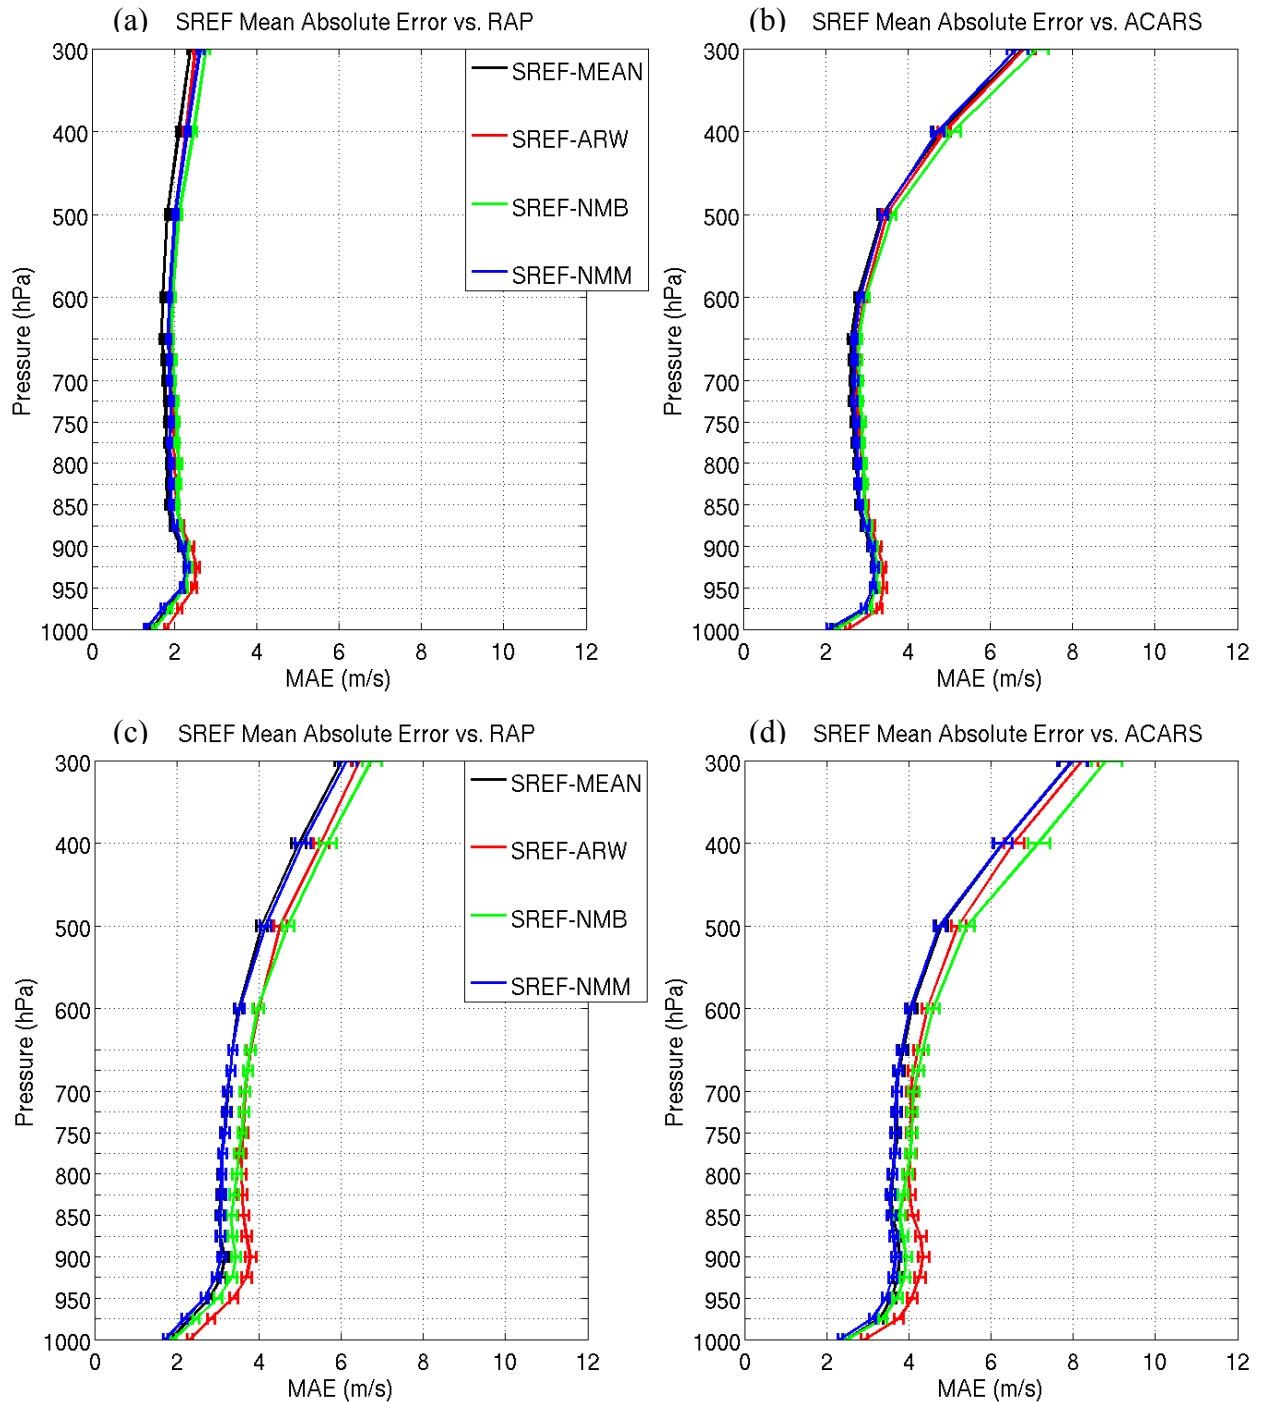 (a) SREF Mean Absolute Error vs. RAP
300
400
500
600
700
750
800
850
900
950
1000
Pressure (hPa)
SREF-MEAN
SREF-ARW
SREF-NMB
SREF-NMM
0 2 4 6 8 10 12
MAE (m/s)
(b) SREF Mean Absolute Error vs. ACARS
300
400
500
600
700
750
800
850
900
950
1000
Pressure (hPa)
0 2 4 6 8 10 12
MAE (m/s)
(c) SREF Mean Absolute Error vs. RAP
300
400
500
600
700
750
800
850
900
950
1000
Pressure (hPa)
SREF-MEAN
SREF-ARW
SREF-NMB
SREF-NMM
0 2 4 6 8 10 12
MAE (m/s)
(d) SREF Mean Absolute Error vs. ACARS
300
400
500
600
700
750
800
850
900
950
1000
Pressure (hPa)
0 2 4 6 8 10 12
MAE (m/s)